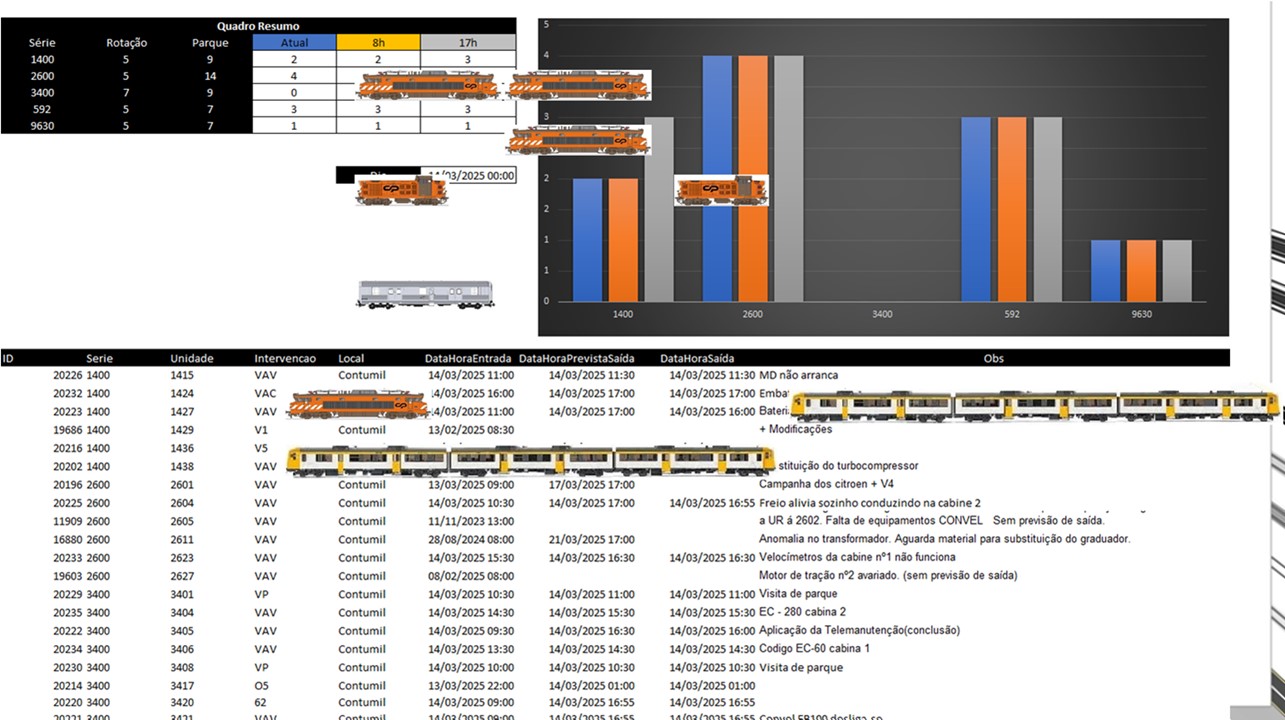 Quadro Resumo
Série Rotação Parque Atual 8h 17h
1400 5 9 2 2 3
2600 5 14 4
3400 7 9 0
592 5 7 3 3 3
9630 5 7 1 1 1
14/03/2025 00:00
5
4
4
3
3
2
2
1
1
0
1400 2600 3400 592 9630
ID Serie Unidade Intervencao Local DataHoraEntrada DataHoraPrevistaSaída DataHoraSaída Obs
20226 1400 1415 VAV Contumil 14/03/2025 11:00 14/03/2025 11:30 14/03/2025 11:30 MD não arranca
20232 1400 1424 VAC Contumil 14/03/2025 16:00 14/03/2025 17:00 14/03/2025 17:00
20223 1400 1427 VAV 14/03/2025 11:00 14/03/2025 17:00 14/03/2025 16:00
19686 1400 1429 V1 Contumil 13/02/2025 08:30 + Modificações
20216 1400 1436 V5
20202 1400 1438 VAV stituição do turbocompressor
20196 2600 2601 VAV Contumil 13/03/2025 09:00 17/03/2025 17:00 Campanha dos citroen + V4
20225 2600 2604 VAV Contumil 14/03/2025 10:30 14/03/2025 17:00 14/03/2025 16:55 Freio alivia sozinho conduzindo na cabine 2
11909 2600 2605 VAV Contumil 11/11/2023 13:00 a UR á 2602. Falta de equipamentos CONVEL Sem previsão de saída.
16880 2600 2611 VAV Contumil 28/08/2024 08:00 21/03/2025 17:00 Anomalia no transformador. Aguarda material para substituição do graduador.
20233 2600 2623 VAV Contumil 14/03/2025 15:30 14/03/2025 16:30 14/03/2025 16:30 Velocímetros da cabine nº1 não funciona
19603 2600 2627 VAV Contumil 08/02/2025 08:00 Motor de tração nº2 avariado. (sem previsão de saída)
20229 3400 3401 VP Contumil 14/03/2025 10:30 14/03/2025 11:00 14/03/2025 11:00 Visita de parque
20235 3400 3404 VAV Contumil 14/03/2025 14:30 14/03/2025 15:30 14/03/2025 15:30 EC - 280 cabina 2
20222 3400 3405 VAV Contumil 14/03/2025 09:30 14/03/2025 16:30 14/03/2025 16:00 Aplicação da Telemanutenção(conclusão)
20234 3400 3406 VAV Contumil 14/03/2025 13:30 14/03/2025 14:30 14/03/2025 14:30 Codigo EC-60 cabina 1
20230 3400 3408 VP Contumil 14/03/2025 10:00 14/03/2025 10:30 14/03/2025 10:30 Visita de parque
20214 3400 3417 O5 Contumil 13/03/2025 22:00 14/03/2025 01:00 14/03/2025 01:00
20220 3400 3420 62 Contumil 14/03/2025 09:00 14/03/2025 16:55 14/03/2025 16:55
20221 3400 3421 VAV Contumil 14/03/2025 09:00 14/03/2025 16:55 14/03/2025 16:55 Convel EB100 desliga-se